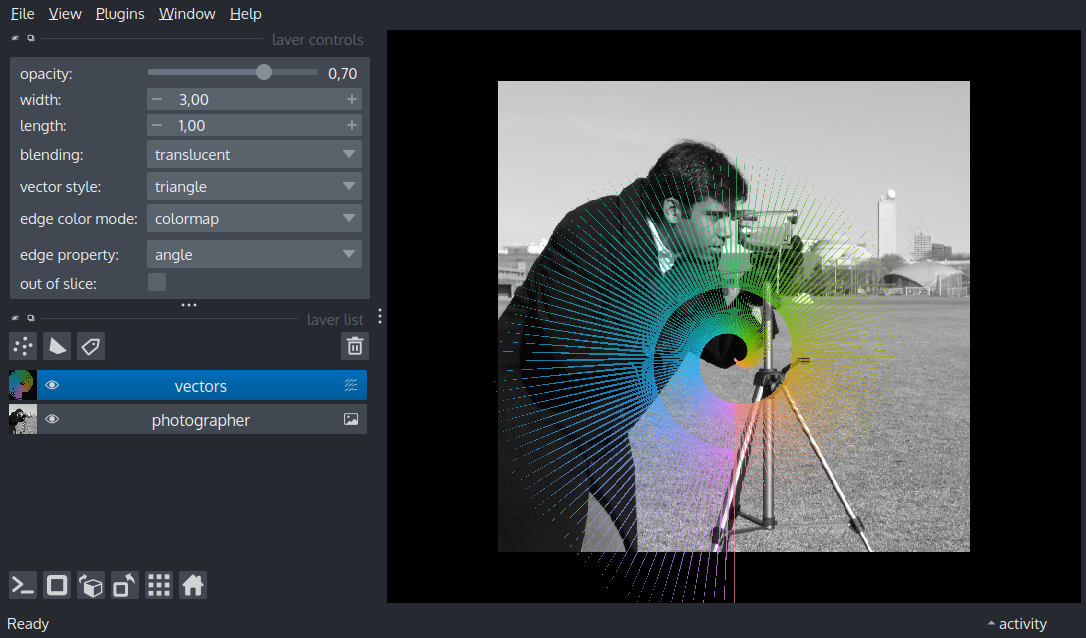 File View Plugins Window Help
layer controls
opacity: 0,70
width: 3,00
length: 1,00
blending: translucent
vector style: triangle
edge color mode: colormap
edge property: angle
out of slice:
layer list
vectors
photographer
Ready
activity